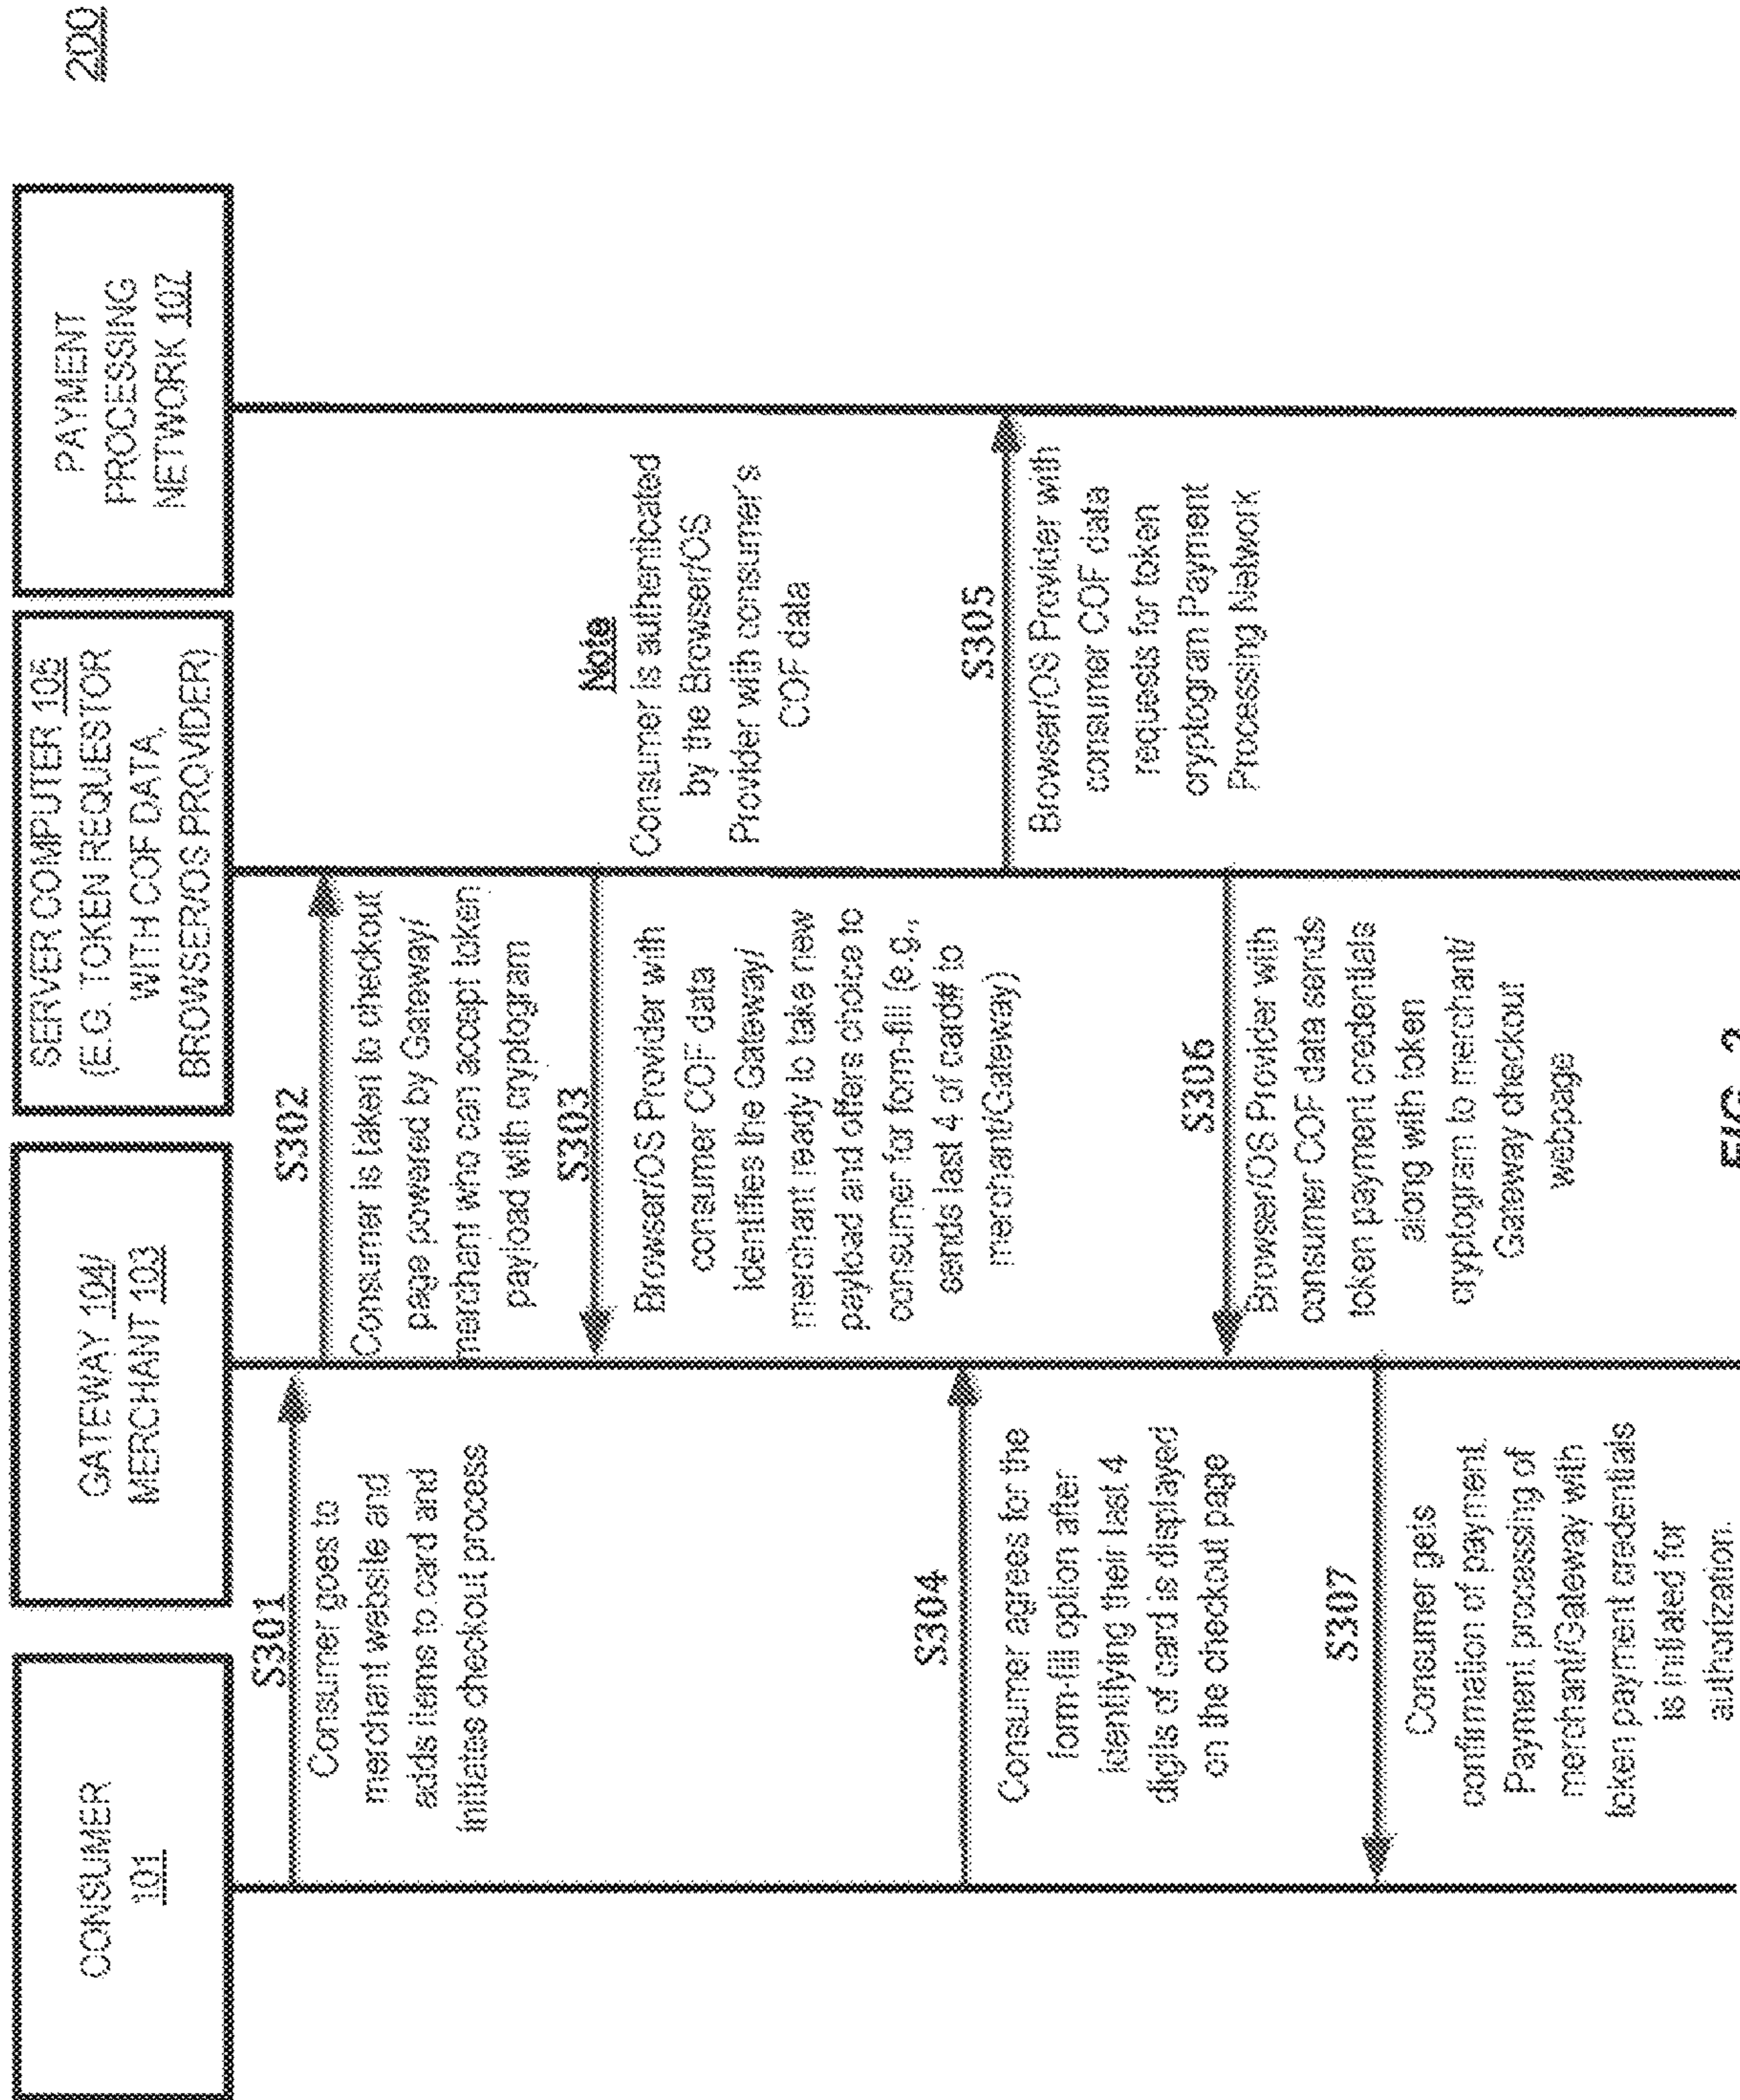 200
CONSUMER
101
GATEWAY 104/
MERCHANT 103
SERVER COMPUTER 105
(E.G. TOKEN REQUESTOR
WITH COF DATA,
BROWSER/OS PROVIDER)
PAYMENT
PROCESSING
NETWORK 107
S301
Consumer goes to
merchant website and
adds items to card and
initiates checkout process
S302
Consumer is taken to checkout
page powered by Gateway/
merchant who can accept token
payload with cryptogram
S303
Browser/OS Provider with
consumer COF data
identifies the Gateway/
merchant ready to take new
payload and offers choice to
consumer for form-fill (e.g.,
sends last 4 of card# to
merchant/Gateway)
Note
Consumer is authenticated
by the Browser/OS
Provider with consumer's
COF data
S304
Consumer agrees for the
form-fill option after
identifying their last 4
digits of card is displayed
on the checkout page
S305
Browser/OS Provider with
consumer COF data
requests for token
cryptogram Payment
Processing Network
S306
Browser/OS Provider with
consumer COF data sends
token payment credentials
along with token
cryptogram to merchant/
Gateway checkout
webpage
S307
Consumer gets
confirmation of payment.
Payment processing of
merchant/Gateway with
token payment credentials
is initiated for
authorization.